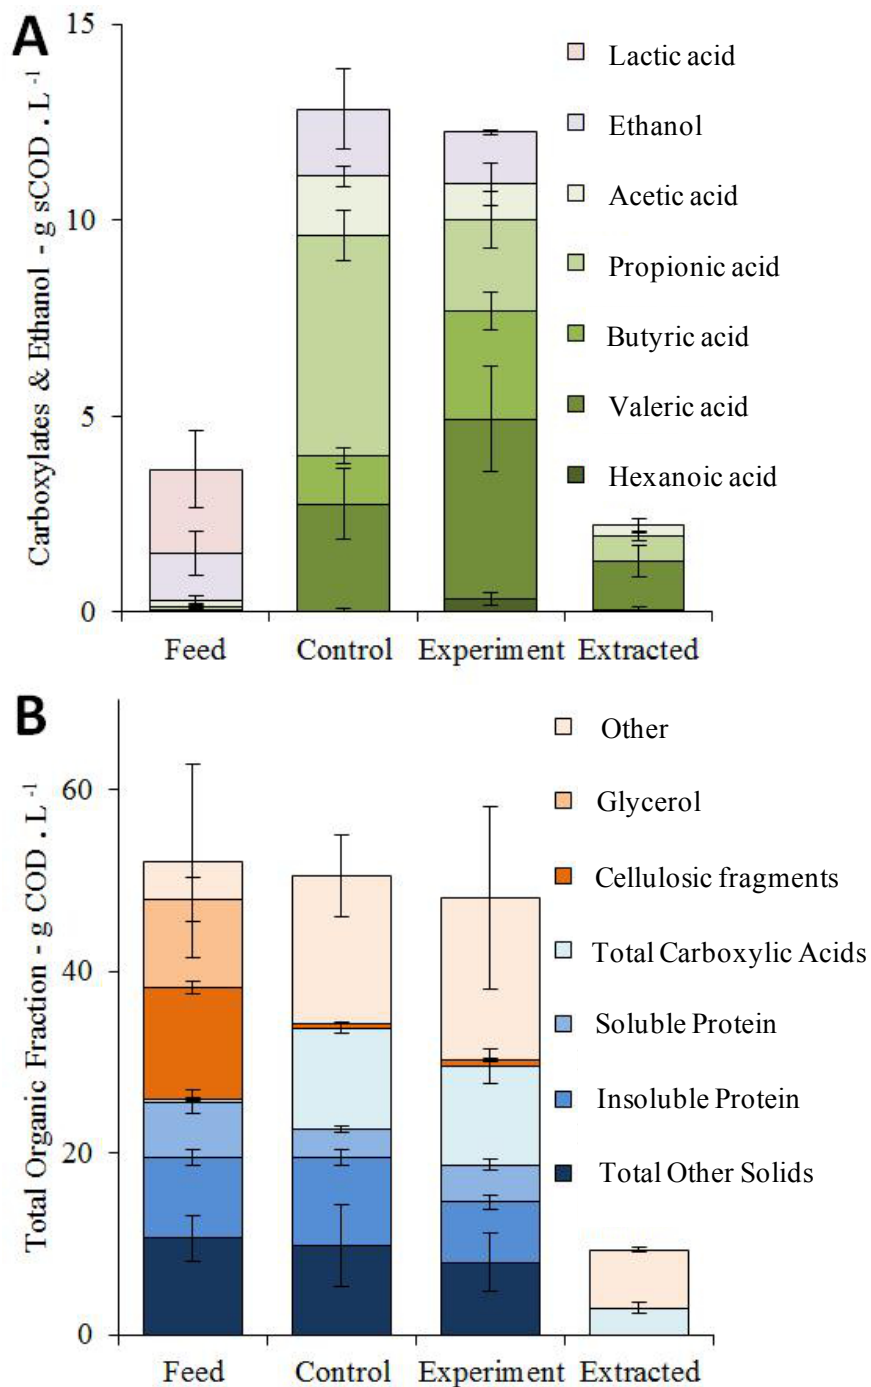 A
Carboxylates & Ethanol - g sCOD . L⁻¹
15
10
5
0
Lactic acid
Ethanol
Acetic acid
Propionic acid
Butyric acid
Valeric acid
Hexanoic acid
Feed Control Experiment Extracted
B
Total Organic Fraction - g COD . L⁻¹
60
40
20
0
Other
Glycerol
Cellulosic fragments
Total Carboxylic Acids
Soluble Protein
Insoluble Protein
Total Other Solids
Feed Control Experiment Extracted